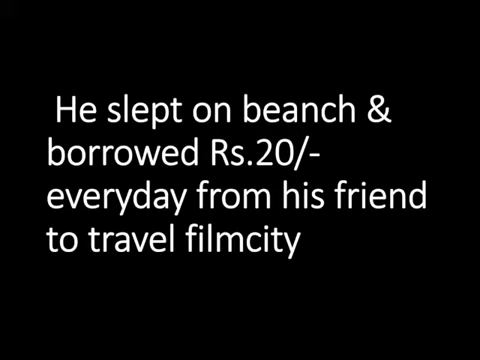 He slept on beanch &
borrowed Rs.20/-
everyday from his friend
to travel filmcity